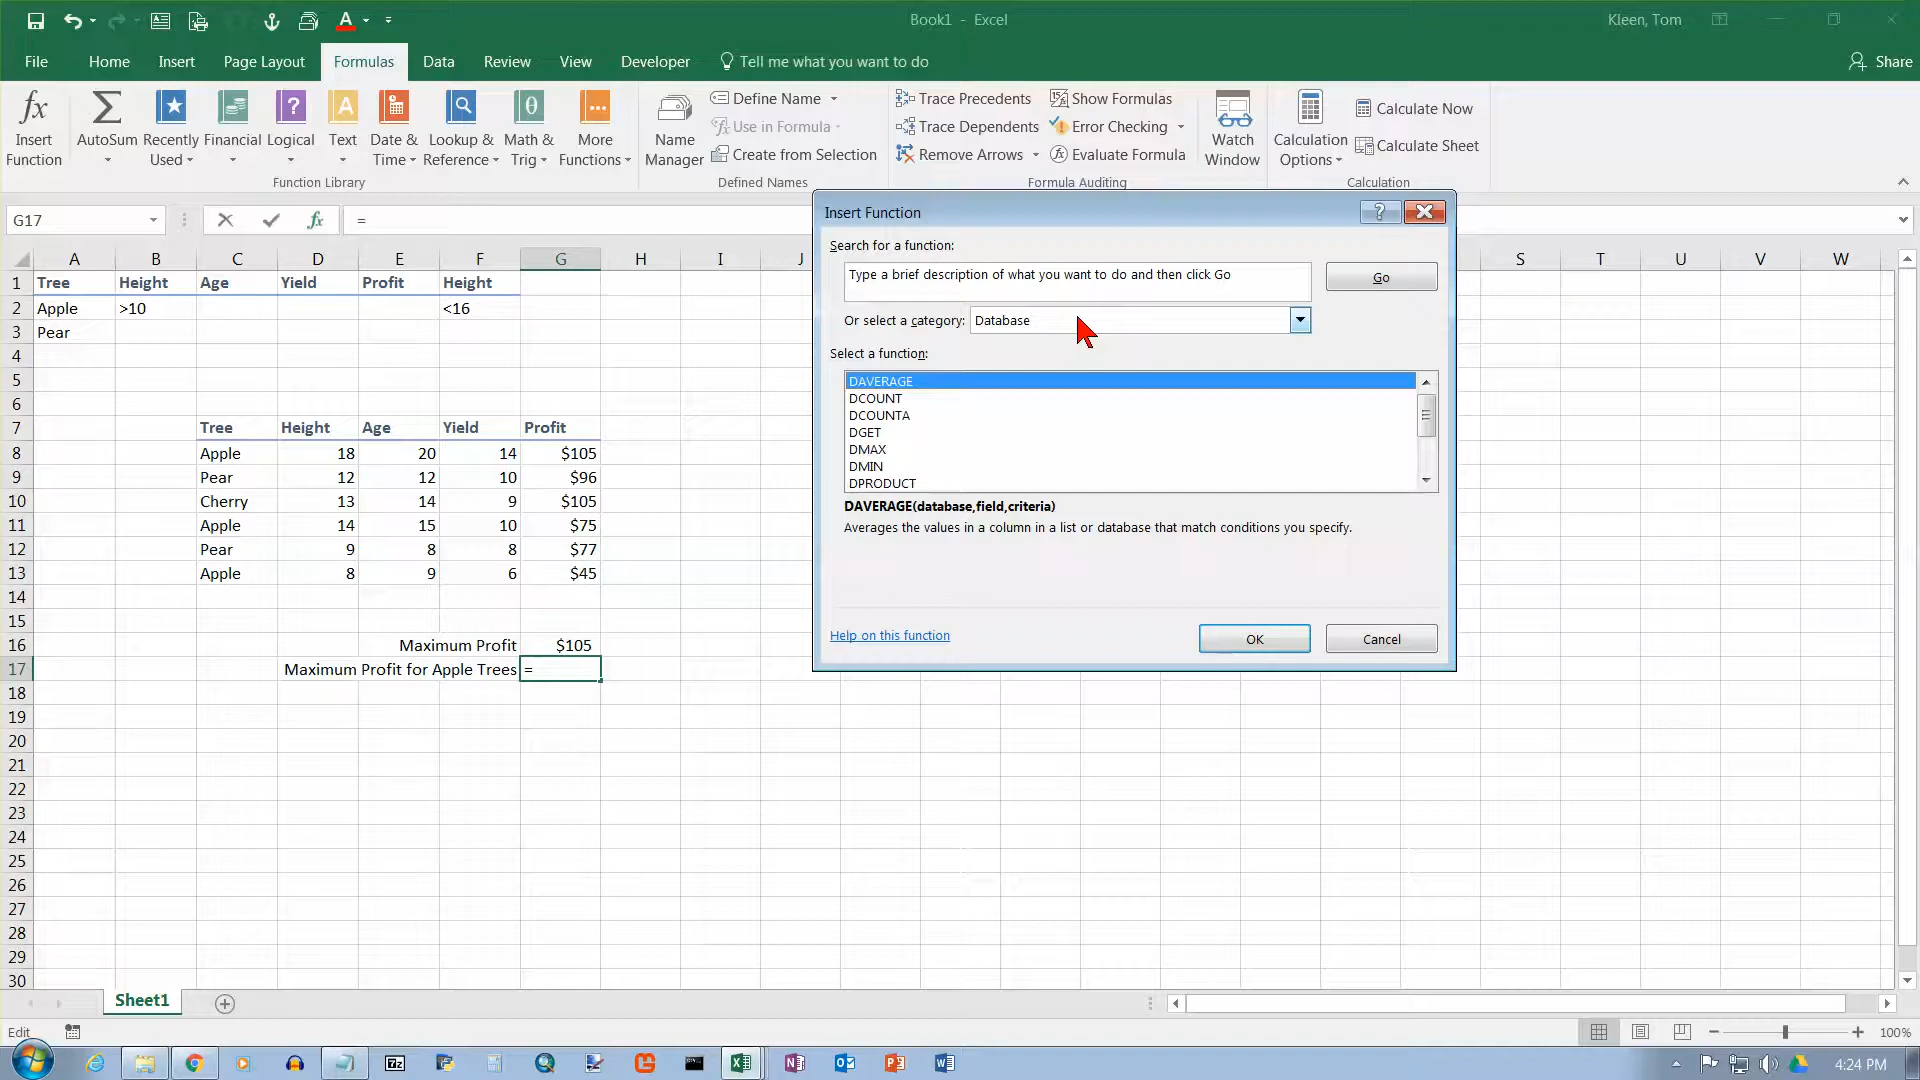 Book1 - Excel
Kleen, Tom
File Home Insert Page Layout Formulas Data Review View Developer Tell me what you want to do Share
Insert Function
AutoSum
Recently Used
Financial
Logical
Text
Date & Time
Lookup & Reference
Math & Trig
More Functions
Function Library
Name Manager
Define Name
Use in Formula
Create from Selection
Defined Names
Trace Precedents
Trace Dependents
Remove Arrows
Show Formulas
Error Checking
Evaluate Formula
Formula Auditing
Watch Window
Calculation Options
Calculate Now
Calculate Sheet
Calculation
G17 fx =
A B C D E F G H I J S T U V W
1 Tree Height Age Yield Profit Height
2 Apple >10 <16
3 Pear
4
5
6
7 Tree Height Age Yield Profit
8 Apple 18 20 14 $105
9 Pear 12 12 10 $96
10 Cherry 13 14 9 $105
11 Apple 14 15 10 $75
12 Pear 9 8 8 $77
13 Apple 8 9 6 $45
14
15
16 Maximum Profit $105
17 Maximum Profit for Apple Trees =
18
19
20
21
22
23
24
25
26
27
28
29
30
Insert Function
Search for a function:
Type a brief description of what you want to do and then click Go
Go
Or select a category: Database
Select a function:
DAVERAGE
DCOUNT
DCOUNTA
DGET
DMAX
DMIN
DPRODUCT
DAVERAGE(database,field,criteria)
Averages the values in a column in a list or database that match conditions you specify.
Help on this function
OK
Cancel
Sheet1
Edit
100%
4:24 PM